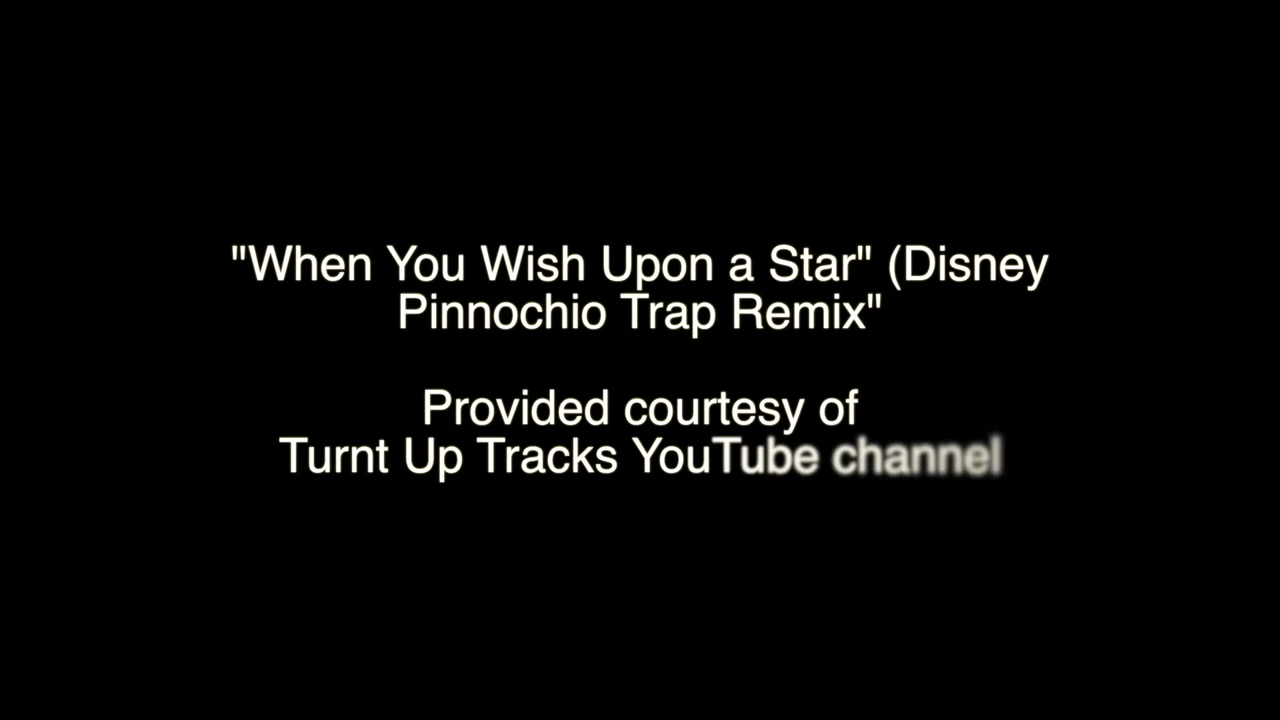 "When You Wish Upon a Star" (Disney
Pinnochio Trap Remix"
Provided courtesy of
Turnt Up Tracks YouTube channel